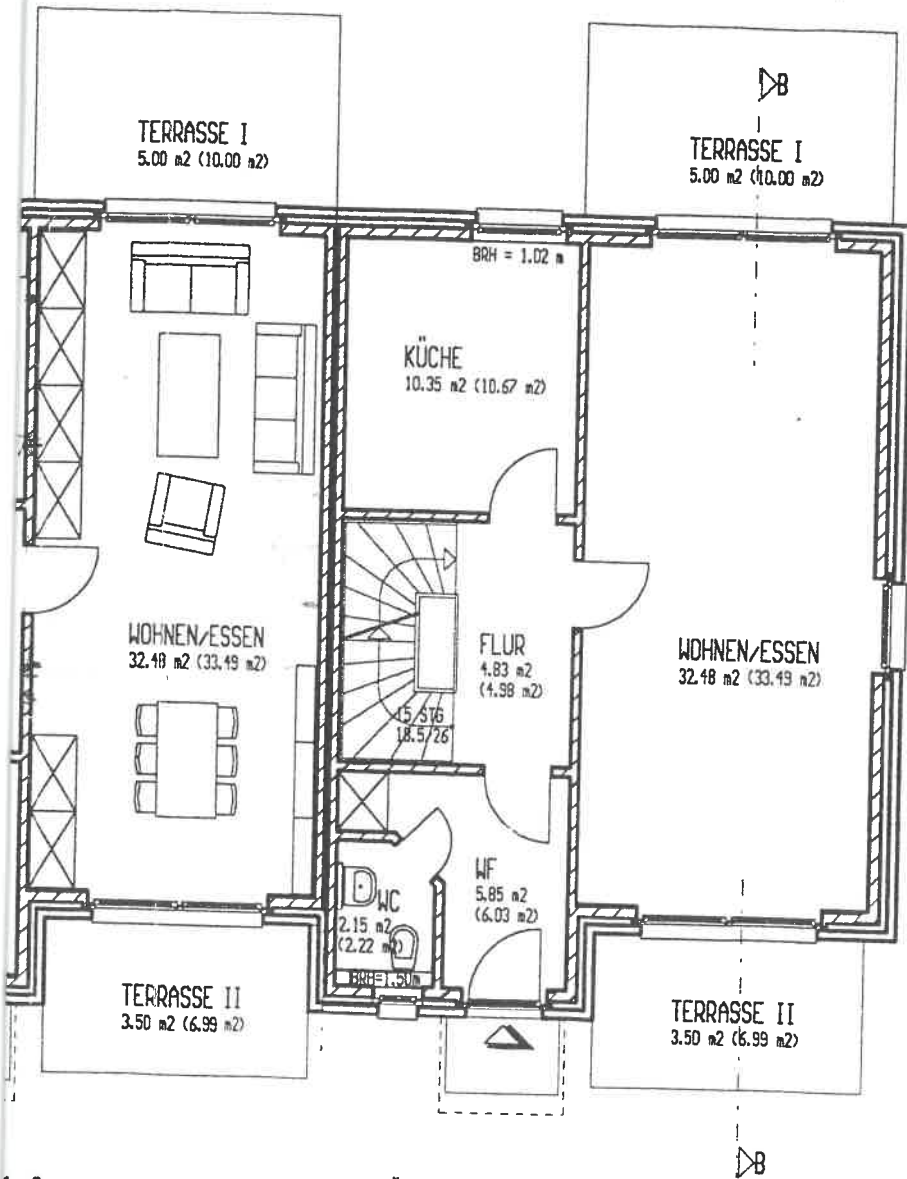 B
TERRASSE I
5.00 m2 (10.00 m2)
TERRASSE I
5.00 m2 (10.00 m2)
BRH = 1.02 m
KÜCHE
10.35 m2 (10.67 m2)
WOHNEN/ESSEN
32.48 m2 (33.49 m2)
FLUR
4.83 m2
(4.98 m2)
WOHNEN/ESSEN
32.48 m2 (33.49 m2)
15 STG
18.5/26
WF
5.85 m2
(6.03 m2)
WC
2.15 m2
(2.22 m2)
BRH=1.50m
TERRASSE II
3.50 m2 (6.99 m2)
TERRASSE II
3.50 m2 (6.99 m2)
B